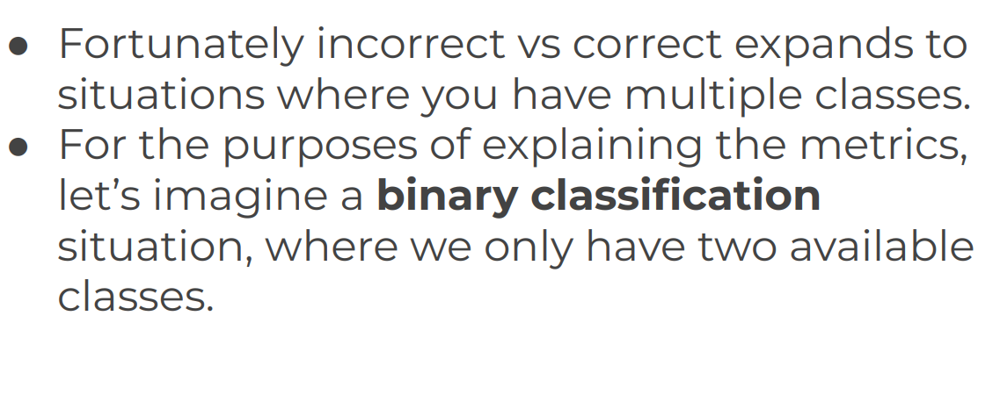 ● Fortunately incorrect vs correct expands to
situations where you have multiple classes.
● For the purposes of explaining the metrics,
let’s imagine a binary classification
situation, where we only have two available
classes.